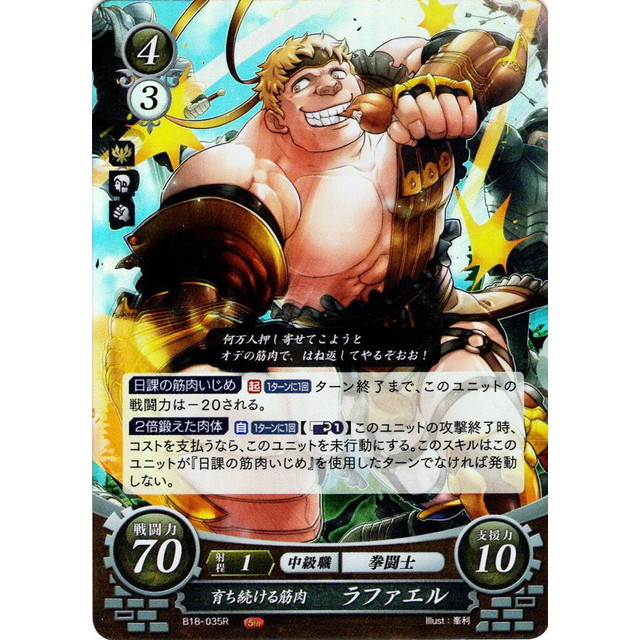 4
3
何万人押し寄せてこようと
オデの筋肉で、はね返してやるぞおお！
日課の筋肉いじめ 起 1ターンに1回 ターン終了まで、このユニットの
戦闘力は－20される。
2倍鍛えた肉体 自 1ターンに1回【1】このユニットの攻撃終了時、
コストを支払うなら、このユニットを未行動にする。このスキルはこの
ユニットが『日課の筋肉いじめ』を使用したターンでなければ発動
しない。
戦闘力 70 射程 1 中級職 拳闘士 支援力 10
育ち続ける筋肉 ラファエル
B18-035R 5th Illust：峯利